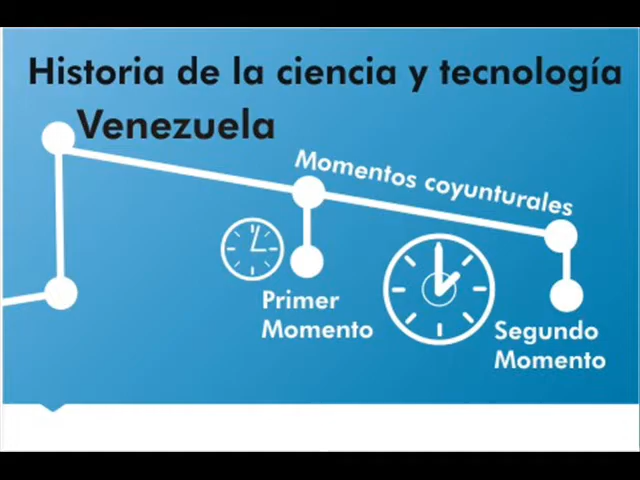 Historia de la ciencia y tecnología
Venezuela
Momentos coyunturales
Primer
Momento
Segundo
Momento